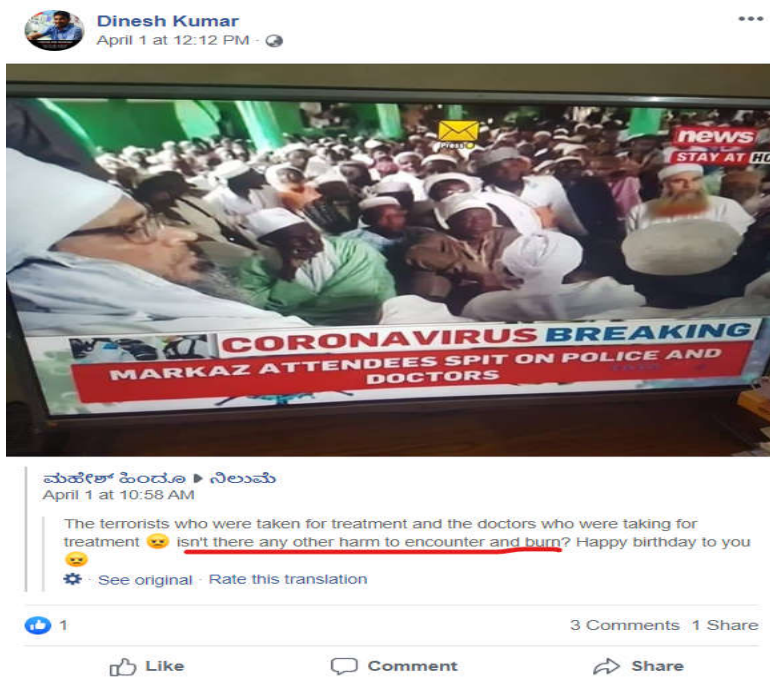 Dinesh Kumar
April 1 at 12:12 PM ·
news
STAY AT HO
Press
CORONAVIRUS BREAKING
MARKAZ ATTENDEES SPIT ON POLICE AND
DOCTORS
ಮಹೇಶ್ ಹಿಂದೂ ▸ ನಿಲುಮೆ
April 1 at 10:58 AM
The terrorists who were taken for treatment and the doctors who were taking for
treatment 😠 isn't there any other harm to encounter and burn? Happy birthday to you
😠
· See original · Rate this translation
1
3 Comments 1 Share
Like
Comment
Share